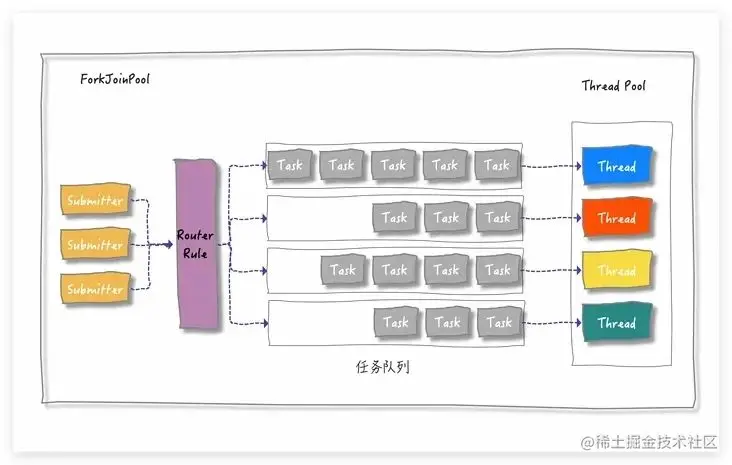 ForkJoinPool
Thread Pool
Submitter
Submitter
Submitter
Router
Rule
Task Task Task Task Task
Task Task Task
Task Task Task Task
Task Task Task
Thread
Thread
Thread
Thread
任务队列
@稀土掘金技术社区